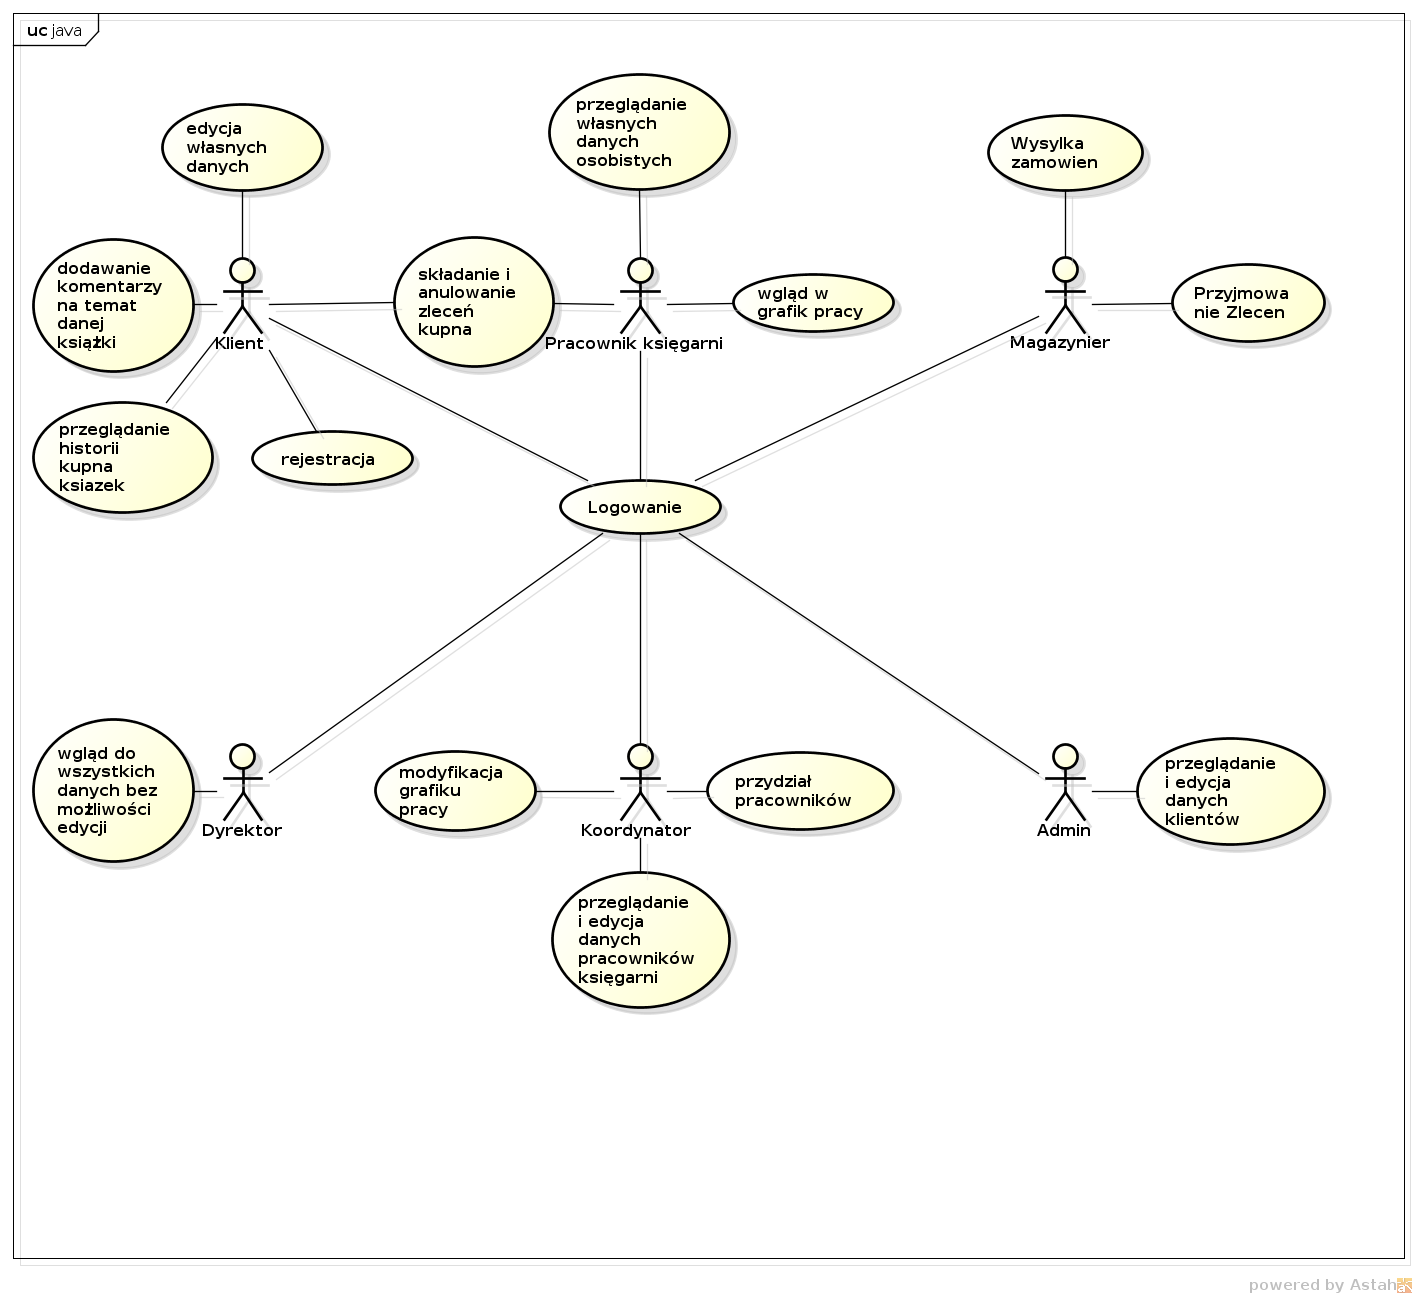 uc java
edycja
własnych
danych
przeglądanie
własnych
danych
osobistych
Wysylka
zamowien
dodawanie
komentarzy
na temat
danej
książki
składanie i
anulowanie
zleceń
kupna
wgląd w
grafik pracy
Przyjmowa
nie Zlecen
Klient
Pracownik księgarni
Magazynier
przeglądanie
historii
kupna
ksiazek
rejestracja
Logowanie
wgląd do
wszystkich
danych bez
możliwości
edycji
modyfikacja
grafiku
pracy
przydział
pracowników
przeglądanie
i edycja
danych
klientów
Dyrektor
Koordynator
Admin
przeglądanie
i edycja
danych
pracowników
księgarni
powered by Astah